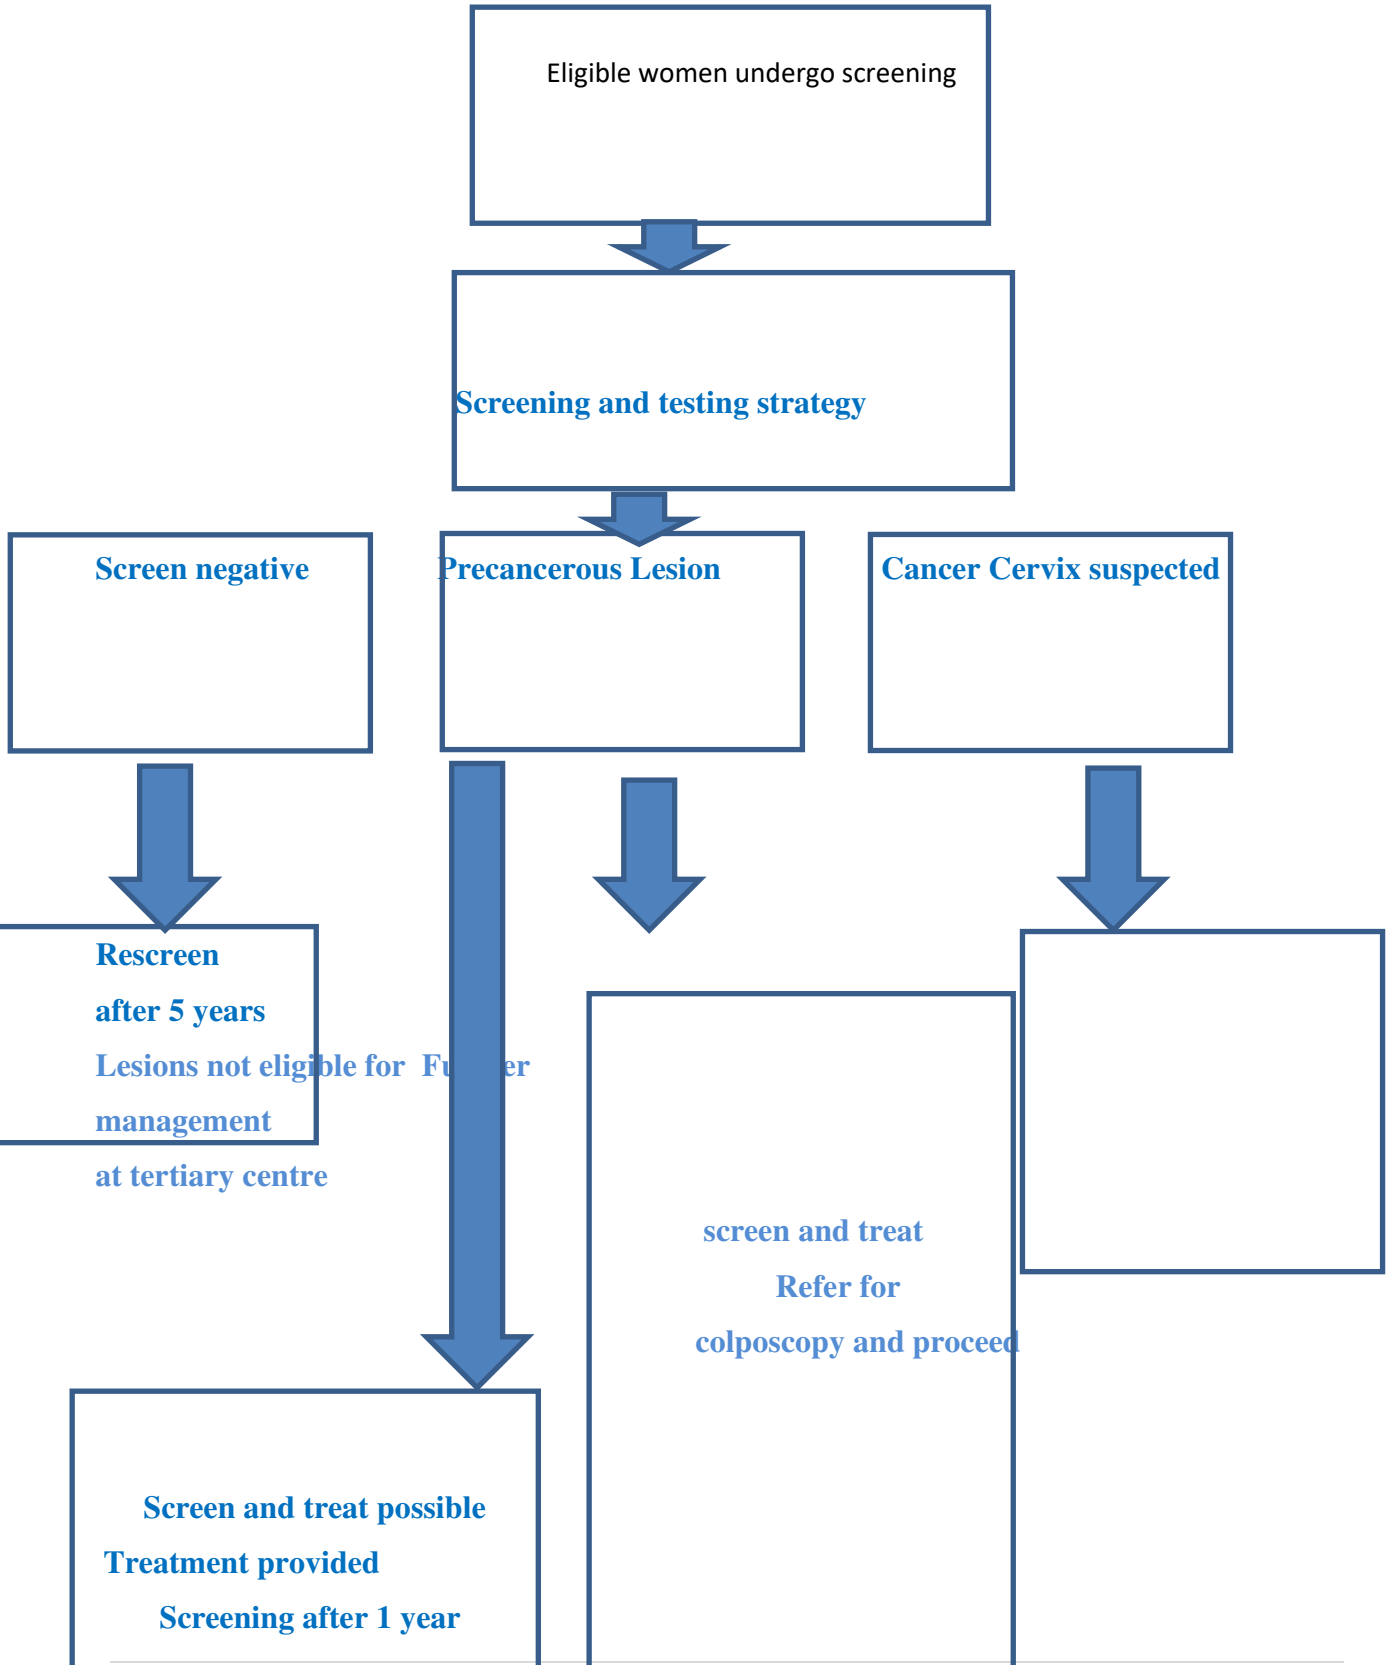 Eligible women undergo screening
Screening and testing strategy
Screen negative
Precancerous Lesion
Cancer Cervix suspected
Rescreen
after 5 years
Lesions not eligible for Fu er
management
at tertiary centre
screen and treat
Refer for
colposcopy and proceed
Screen and treat possible
Treatment provided
Screening after 1 year